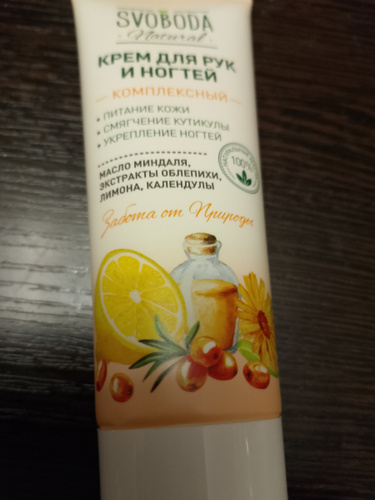 SVOBODA
Natural
КРЕМ ДЛЯ РУК
И НОГТЕЙ
КОМПЛЕКСНЫЙ
• ПИТАНИЕ КОЖИ
• СМЯГЧЕНИЕ КУТИКУЛЫ
• УКРЕПЛЕНИЕ НОГТЕЙ
МАСЛО МИНДАЛЯ,
ЭКСТРАКТЫ ОБЛЕПИХИ,
ЛИМОНА, КАЛЕНДУЛЫ
100%
Забота от Природы